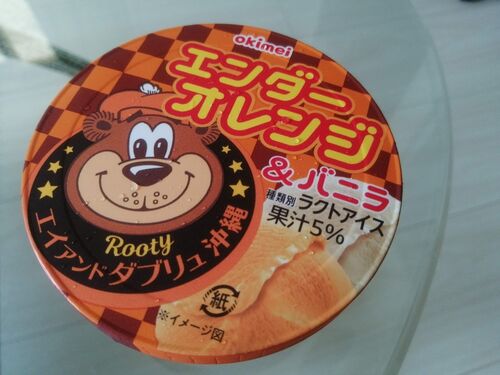 okimei
エンダー
オレンジ
&バニラ
種類別 ラクトアイス
果汁5%
Rooty
エイアンドダブリュ沖縄
紙
※イメージ図